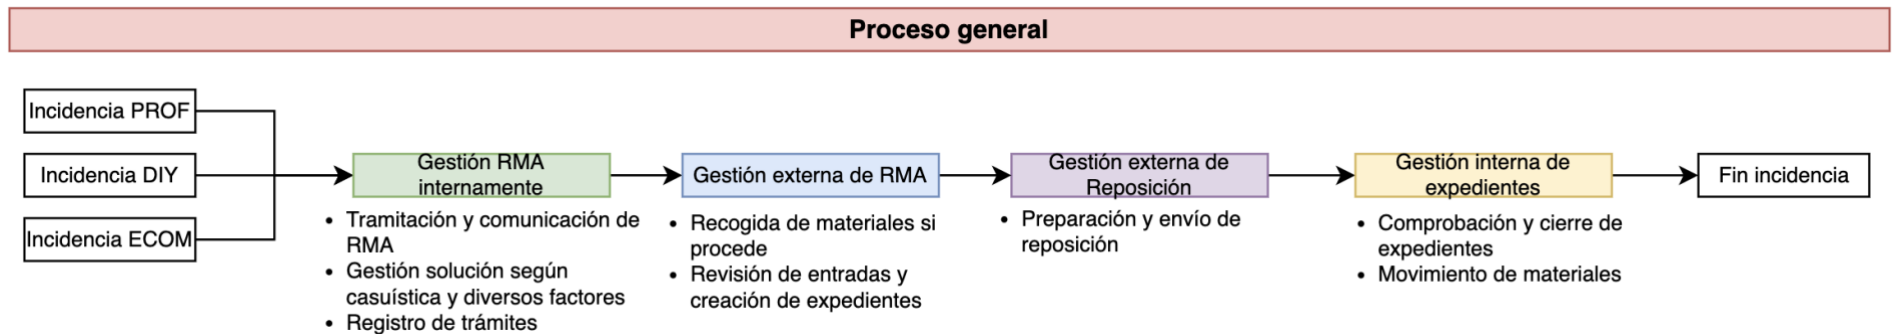 Proceso general
Incidencia PROF
Incidencia DIY
Incidencia ECOM
Gestión RMA
internamente
• Tramitación y comunicación de
RMA
• Gestión solución según
casuística y diversos factores
• Registro de trámites
Gestión externa de RMA
• Recogida de materiales si
procede
• Revisión de entradas y
creación de expedientes
Gestión externa de
Reposición
• Preparación y envío de
reposición
Gestión interna de
expedientes
• Comprobación y cierre de
expedientes
• Movimiento de materiales
Fin incidencia